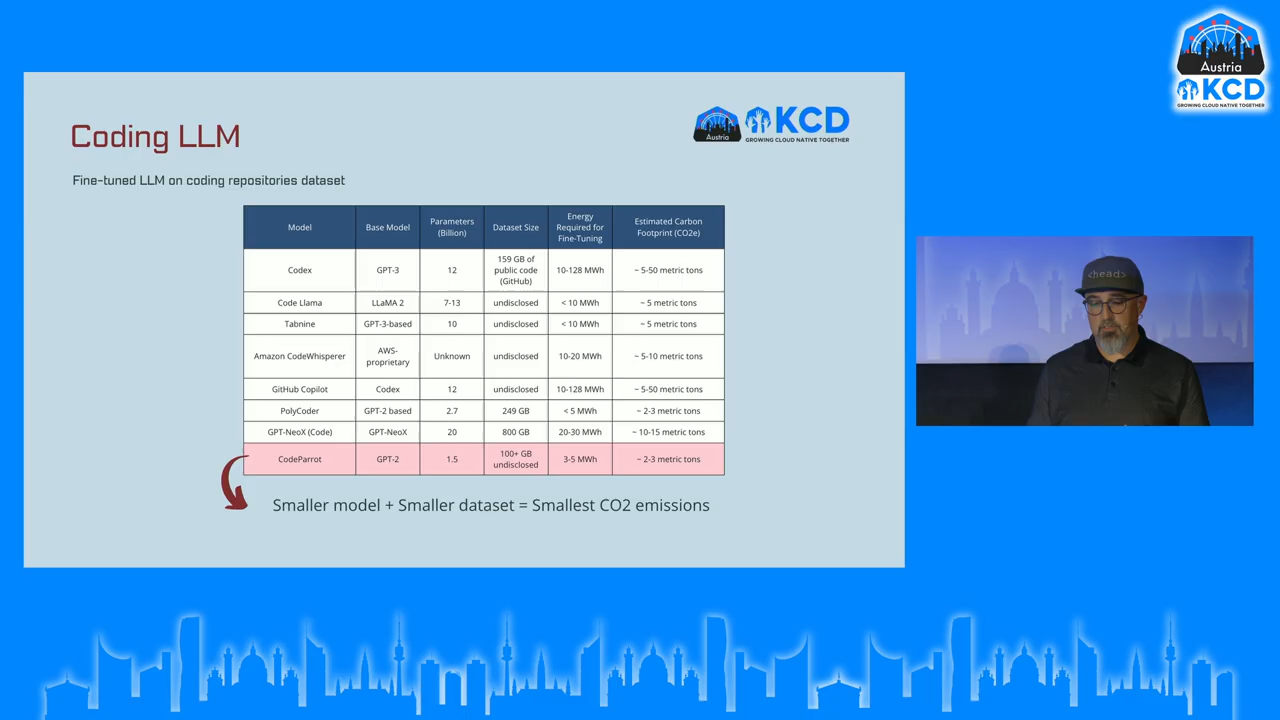 Austria
KCD
GROWING CLOUD NATIVE TOGETHER
Coding LLM
Austria
KCD
GROWING CLOUD NATIVE TOGETHER
Fine-tuned LLM on coding repositories dataset
Model Base Model Parameters (Billion) Dataset Size Energy Required for Fine-Tuning Estimated Carbon Footprint (CO2e)
Codex GPT-3 12 159 GB of public code (GitHub) 10-128 MWh ~ 5-50 metric tons
Code Llama LLaMA 2 7-13 undisclosed < 10 MWh ~ 5 metric tons
Tabnine GPT-3-based 10 undisclosed < 10 MWh ~ 5 metric tons
Amazon CodeWhisperer AWS-proprietary Unknown undisclosed 10-20 MWh ~ 5-10 metric tons
GitHub Copilot Codex 12 undisclosed 10-128 MWh ~ 5-50 metric tons
PolyCoder GPT-2 based 2.7 249 GB < 5 MWh ~ 2-3 metric tons
GPT-NeoX (Code) GPT-NeoX 20 800 GB 20-30 MWh ~ 10-15 metric tons
CodeParrot GPT-2 1.5 100+ GB undisclosed 3-5 MWh ~ 2-3 metric tons
Smaller model + Smaller dataset = Smallest CO2 emissions
<head>